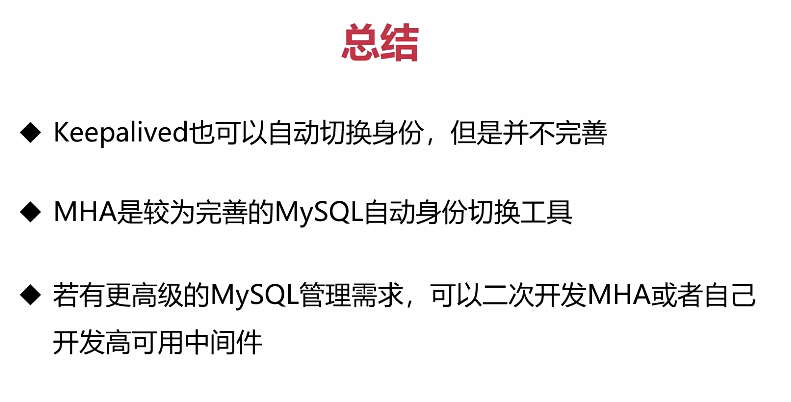 总结
◆ Keepalived也可以自动切换身份，但是并不完善
◆ MHA是较为完善的MySQL自动身份切换工具
◆ 若有更高级的MySQL管理需求，可以二次开发MHA或者自己
开发高可用中间件